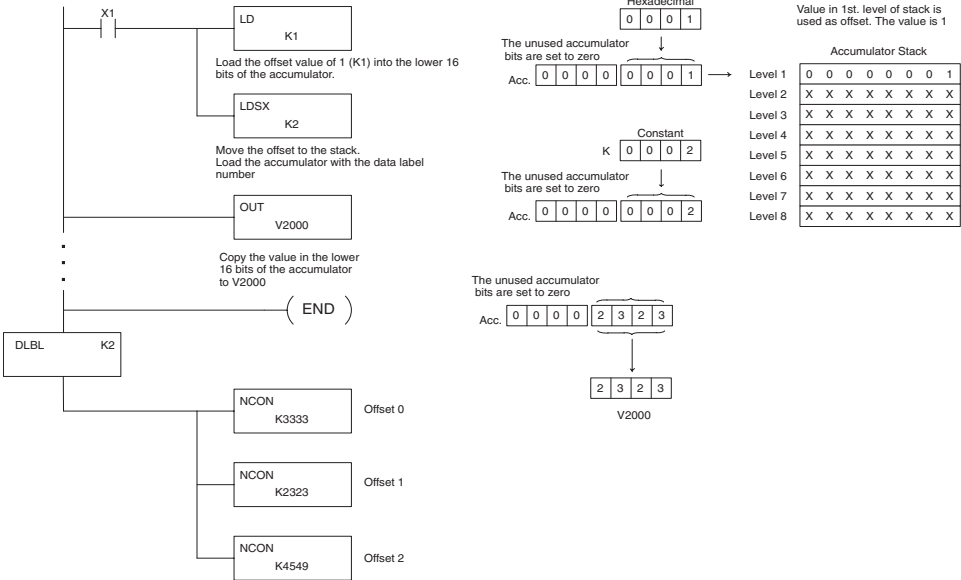 X1
LD
K1
Load the offset value of 1 (K1) into the lower 16
bits of the accumulator.
LDSX
K2
Move the offset to the stack.
Load the accumulator with the data label
number
OUT
V2000
Copy the value in the lower
16 bits of the accumulator
to V2000
END
DLBL K2
NCON
K3333
Offset 0
NCON
K2323
Offset 1
NCON
K4549
Offset 2
Hexadecimal
0 0 0 1
The unused accumulator
bits are set to zero
Acc. 0 0 0 0 0 0 0 1
Constant
K 0 0 0 2
The unused accumulator
bits are set to zero
Acc. 0 0 0 0 0 0 0 2
The unused accumulator
bits are set to zero
Acc. 0 0 0 0 2 3 2 3
2 3 2 3
V2000
Value in 1st. level of stack is
used as offset. The value is 1
Accumulator Stack
Level 1 0 0 0 0 0 0 0 1
Level 2 X X X X X X X X
Level 3 X X X X X X X X
Level 4 X X X X X X X X
Level 5 X X X X X X X X
Level 6 X X X X X X X X
Level 7 X X X X X X X X
Level 8 X X X X X X X X